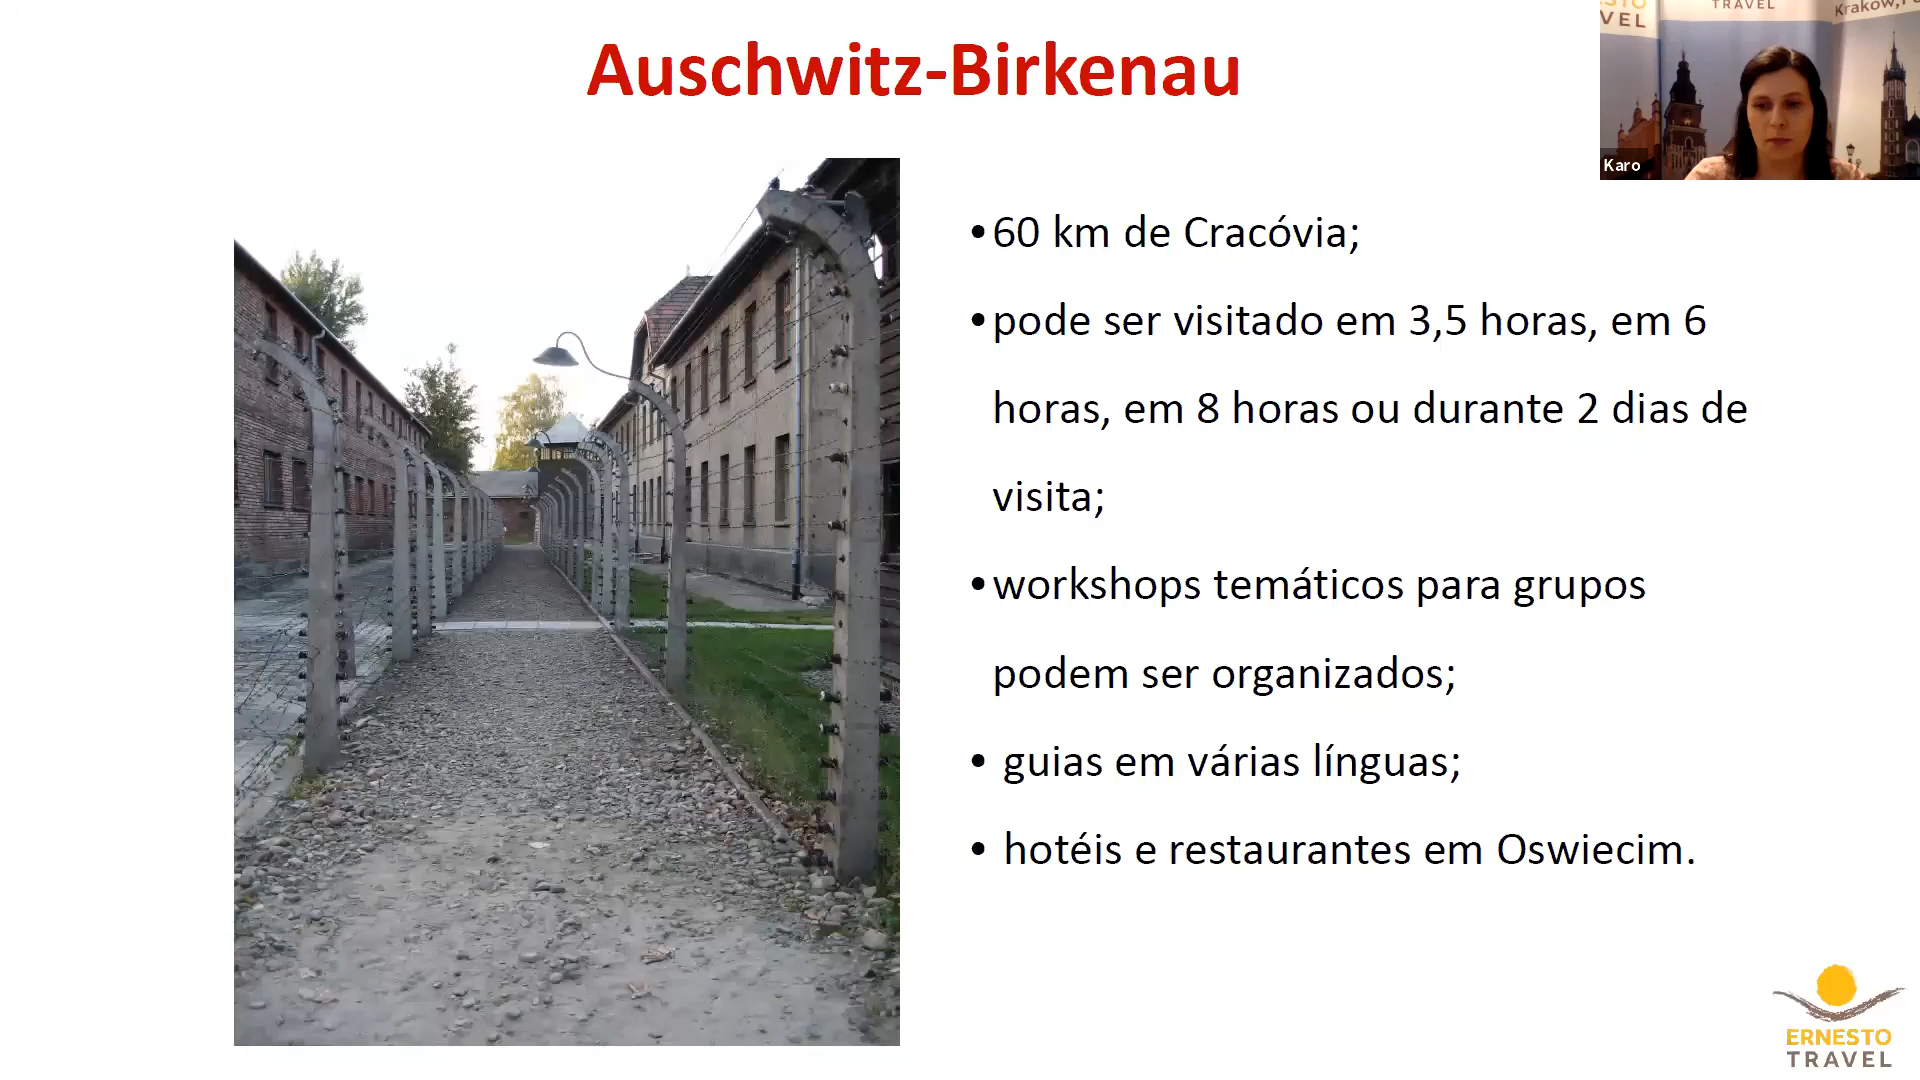 Auschwitz-Birkenau
VEL
TRAVEL
Krakow,
Karo
•60 km de Cracóvia;
•pode ser visitado em 3,5 horas, em 6
horas, em 8 horas ou durante 2 dias de
visita;
•workshops temáticos para grupos
podem ser organizados;
• guias em várias línguas;
• hotéis e restaurantes em Oswiecim.
ERNESTO
TRAVEL